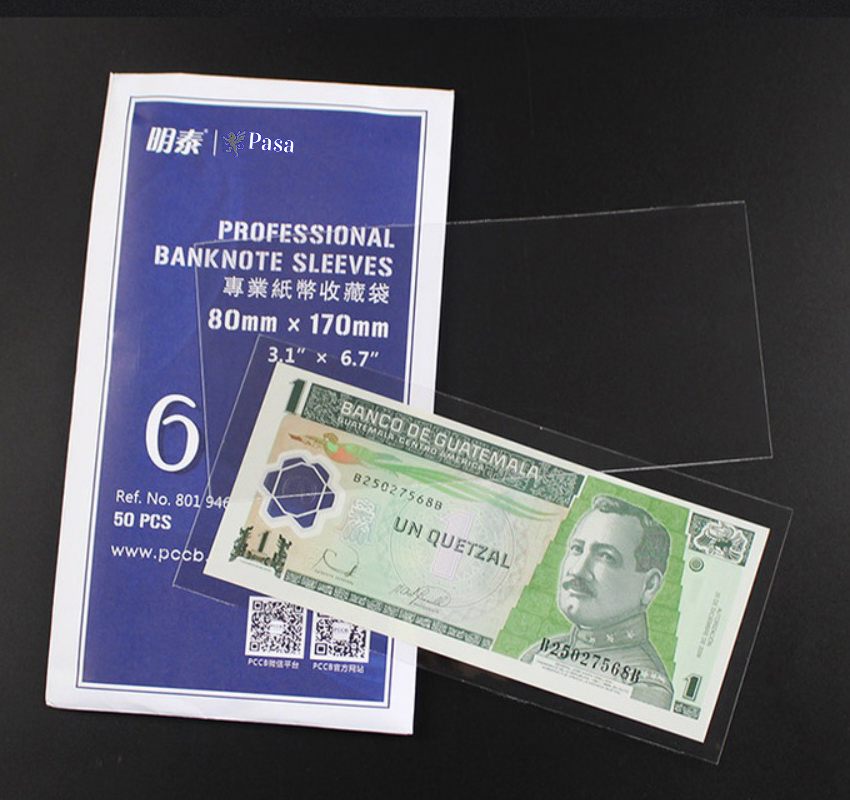 明泰 | Pasa
PROFESSIONAL
BANKNOTE SLEEVES
專業紙幣收藏袋
80mm × 170mm
3.1" × 6.7"
6
Ref. No. 801 946
50 PCS
www.pccb.
PCCB微信平台 PCCB官方网站
1
BANCO DE GUATEMALA
GUATEMALA, CENTRO AMERICA
B25027568B
UN QUETZAL
1
B25027568B
1